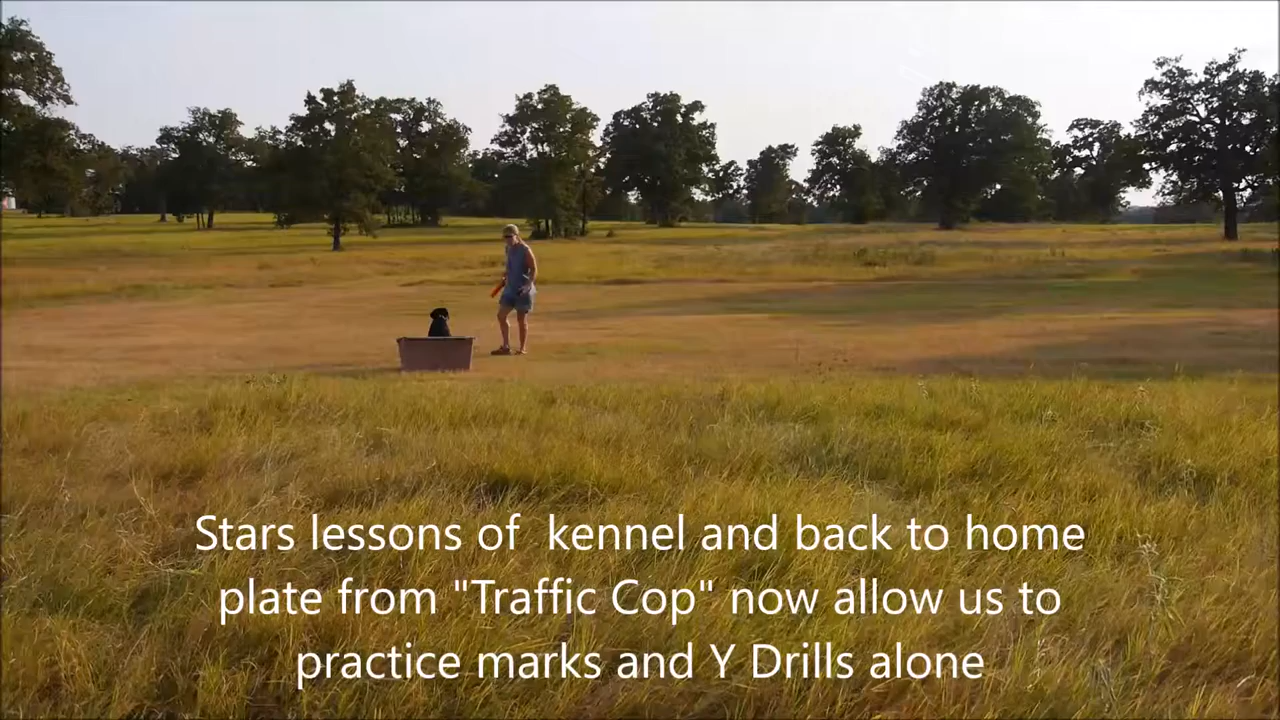 Stars lessons of  kennel and back to home
plate from "Traffic Cop" now allow us to
practice marks and Y Drills alone